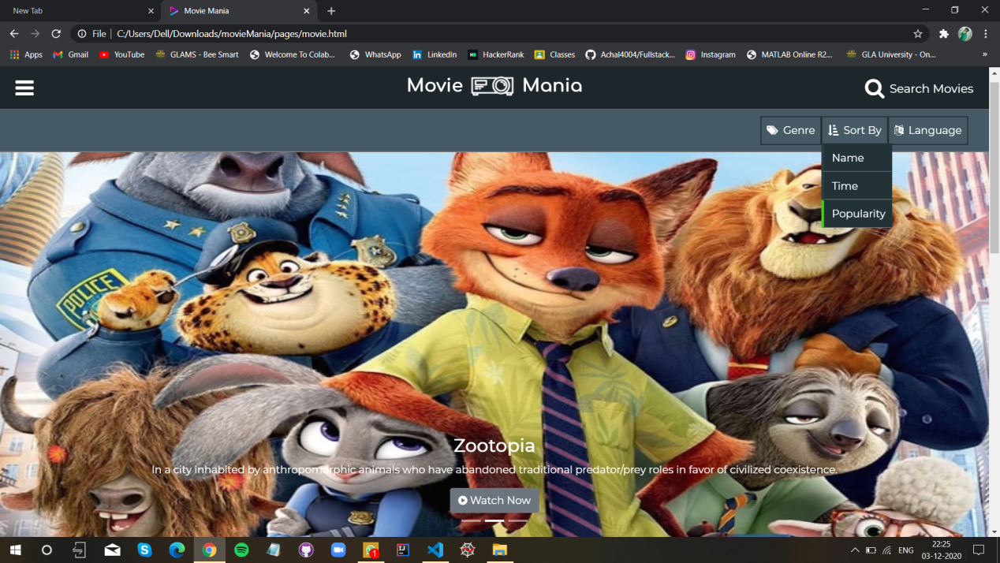 New Tab
Movie Mania
File | C:/Users/Dell/Downloads/movieMania/pages/movie.html
Apps Gmail YouTube GLAMS - Bee Smart Welcome To Colab... WhatsApp LinkedIn HackerRank Classes Achal4004/Fullstack... Instagram MATLAB Online R2... GLA University - On... »
Movie Mania
Search Movies
Genre Sort By Language
Name
Time
Popularity
POLICE
Zootopia
In a city inhabited by anthropomorphic animals who have abandoned traditional predator/prey roles in favor of civilized coexistence.
Watch Now
1
ENG
22:25
03-12-2020